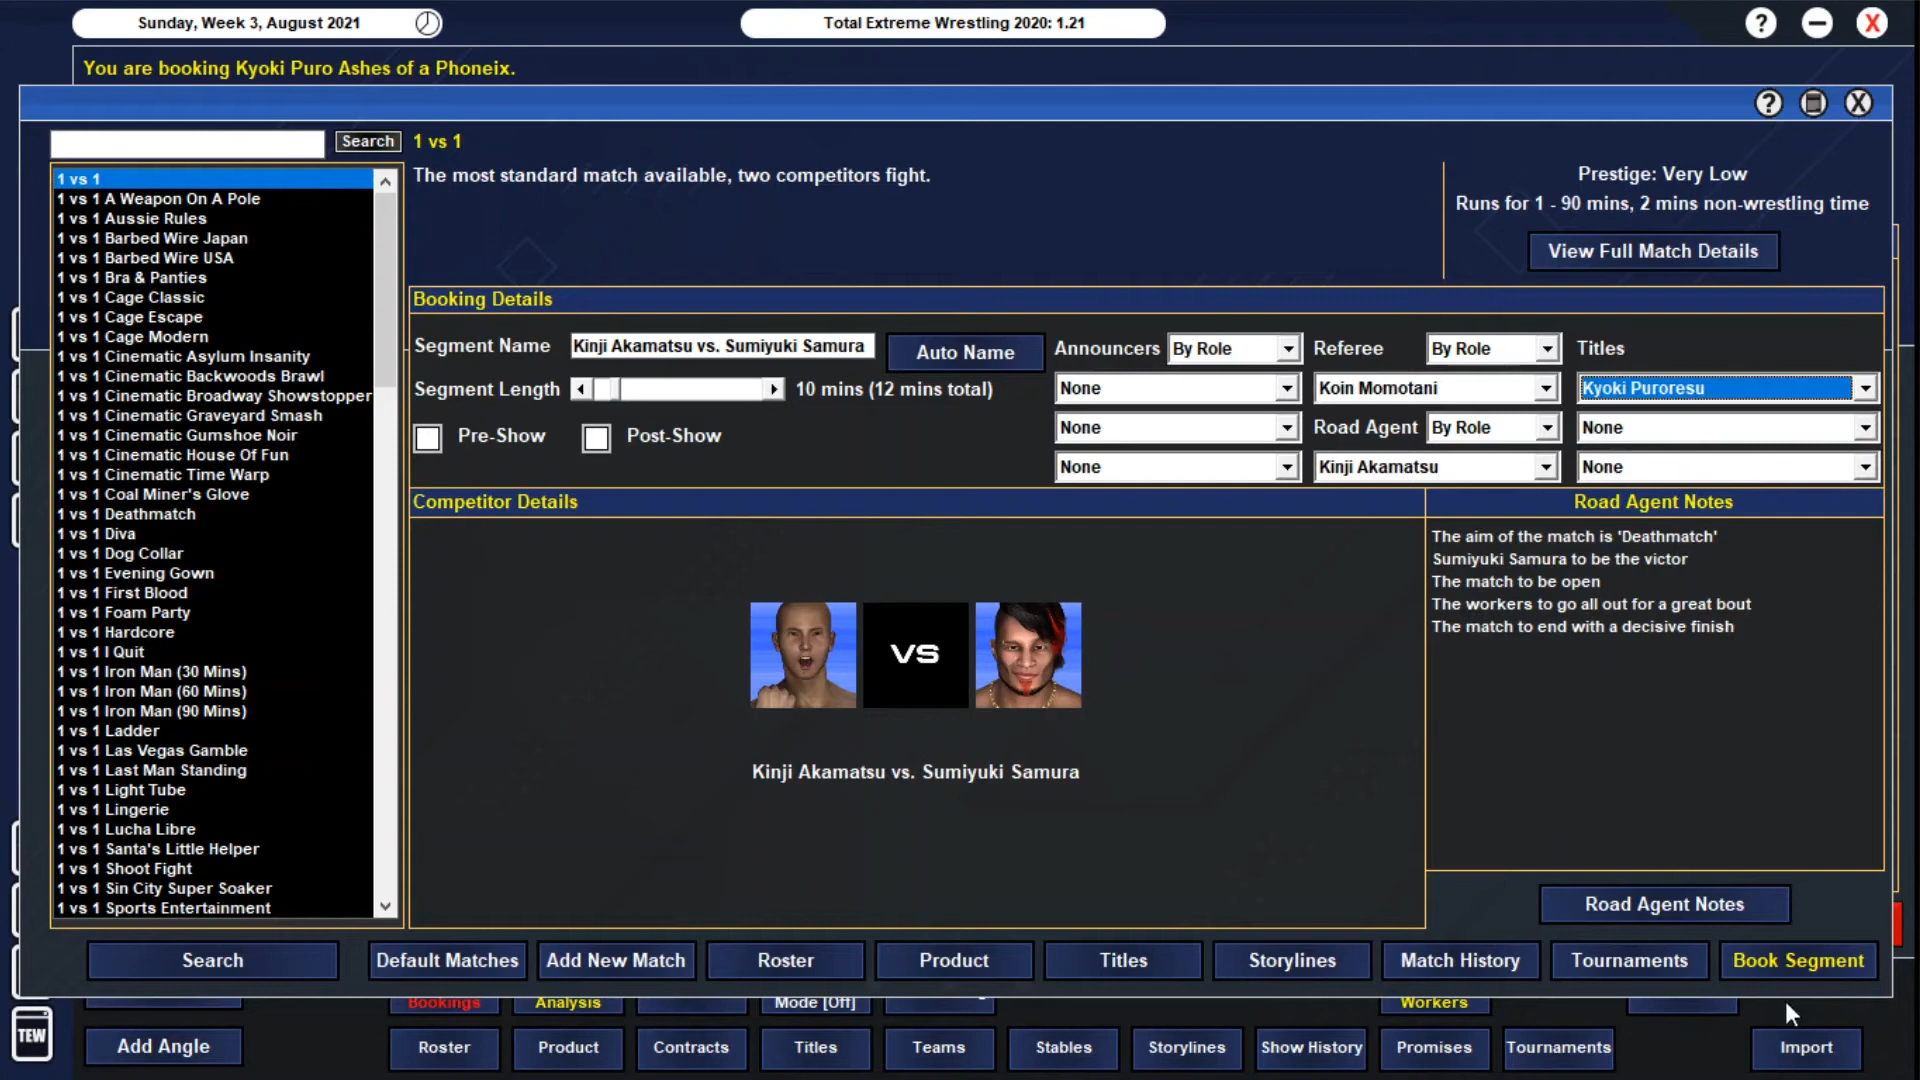 Sunday, Week 3, August 2021
Total Extreme Wrestling 2020: 1.21
? – X
You are booking Kyoki Puro Ashes of a Phoneix.
? X
Search
1 vs 1
The most standard match available, two competitors fight.
Prestige: Very Low
Runs for 1 - 90 mins, 2 mins non-wrestling time
View Full Match Details
1 vs 1
1 vs 1 A Weapon On A Pole
1 vs 1 Aussie Rules
1 vs 1 Barbed Wire Japan
1 vs 1 Barbed Wire USA
1 vs 1 Bra & Panties
1 vs 1 Cage Classic
1 vs 1 Cage Escape
1 vs 1 Cage Modern
1 vs 1 Cinematic Asylum Insanity
1 vs 1 Cinematic Backwoods Brawl
1 vs 1 Cinematic Broadway Showstopper
1 vs 1 Cinematic Graveyard Smash
1 vs 1 Cinematic Gumshoe Noir
1 vs 1 Cinematic House Of Fun
1 vs 1 Cinematic Time Warp
1 vs 1 Coal Miner's Glove
1 vs 1 Deathmatch
1 vs 1 Diva
1 vs 1 Dog Collar
1 vs 1 Evening Gown
1 vs 1 First Blood
1 vs 1 Foam Party
1 vs 1 Hardcore
1 vs 1 I Quit
1 vs 1 Iron Man (30 Mins)
1 vs 1 Iron Man (60 Mins)
1 vs 1 Iron Man (90 Mins)
1 vs 1 Ladder
1 vs 1 Las Vegas Gamble
1 vs 1 Last Man Standing
1 vs 1 Light Tube
1 vs 1 Lingerie
1 vs 1 Lucha Libre
1 vs 1 Santa's Little Helper
1 vs 1 Shoot Fight
1 vs 1 Sin City Super Soaker
1 vs 1 Sports Entertainment
Booking Details
Segment Name Kinji Akamatsu vs. Sumiyuki Samura Auto Name Announcers By Role Referee By Role Titles
Segment Length 10 mins (12 mins total) None Koin Momotani Kyoki Puroresu
Pre-Show Post-Show None Road Agent By Role None
None Kinji Akamatsu None
Competitor Details
VS
Kinji Akamatsu vs. Sumiyuki Samura
Road Agent Notes
The aim of the match is 'Deathmatch'
Sumiyuki Samura to be the victor
The match to be open
The workers to go all out for a great bout
The match to end with a decisive finish
Road Agent Notes
Search Default Matches Add New Match Roster Product Titles Storylines Match History Tournaments Book Segment
Bookings Analysis Mode [Off] Workers
TEW
Add Angle Roster Product Contracts Titles Teams Stables Storylines Show History Promises Tournaments Import